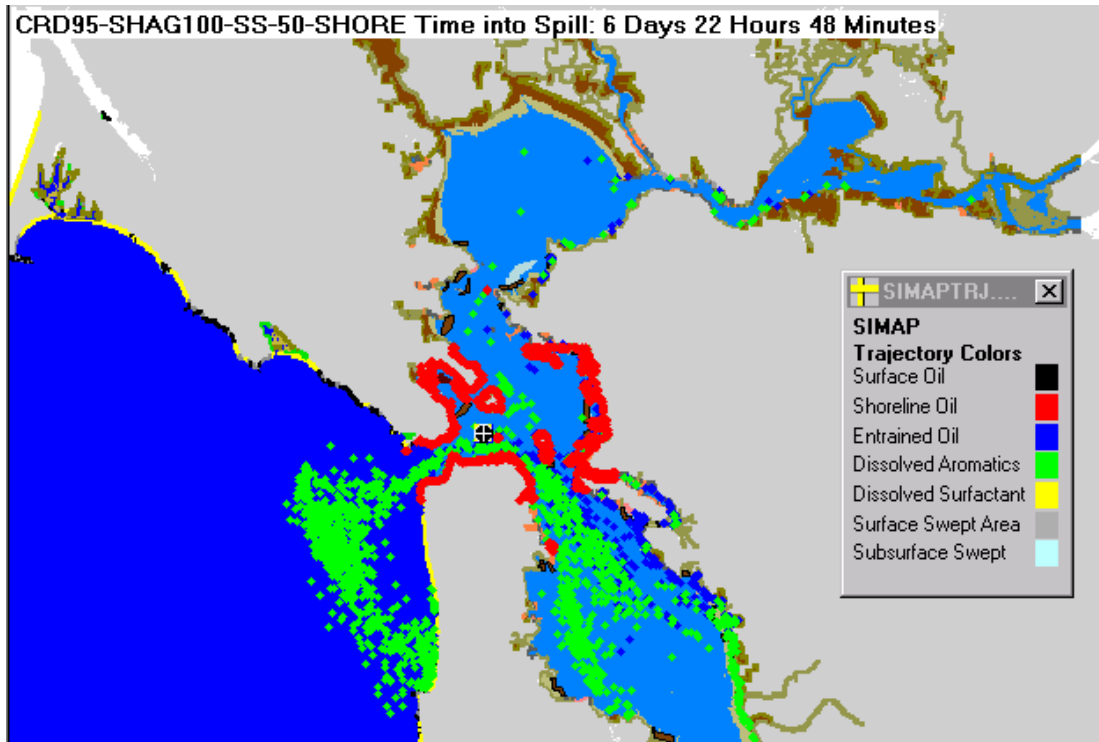 CRD95-SHAG100-SS-50-SHORE Time into Spill: 6 Days 22 Hours 48 Minutes
SIMAPTRJ....
SIMAP
Trajectory Colors
Surface Oil
Shoreline Oil
Entrained Oil
Dissolved Aromatics
Dissolved Surfactant
Surface Swept Area
Subsurface Swept